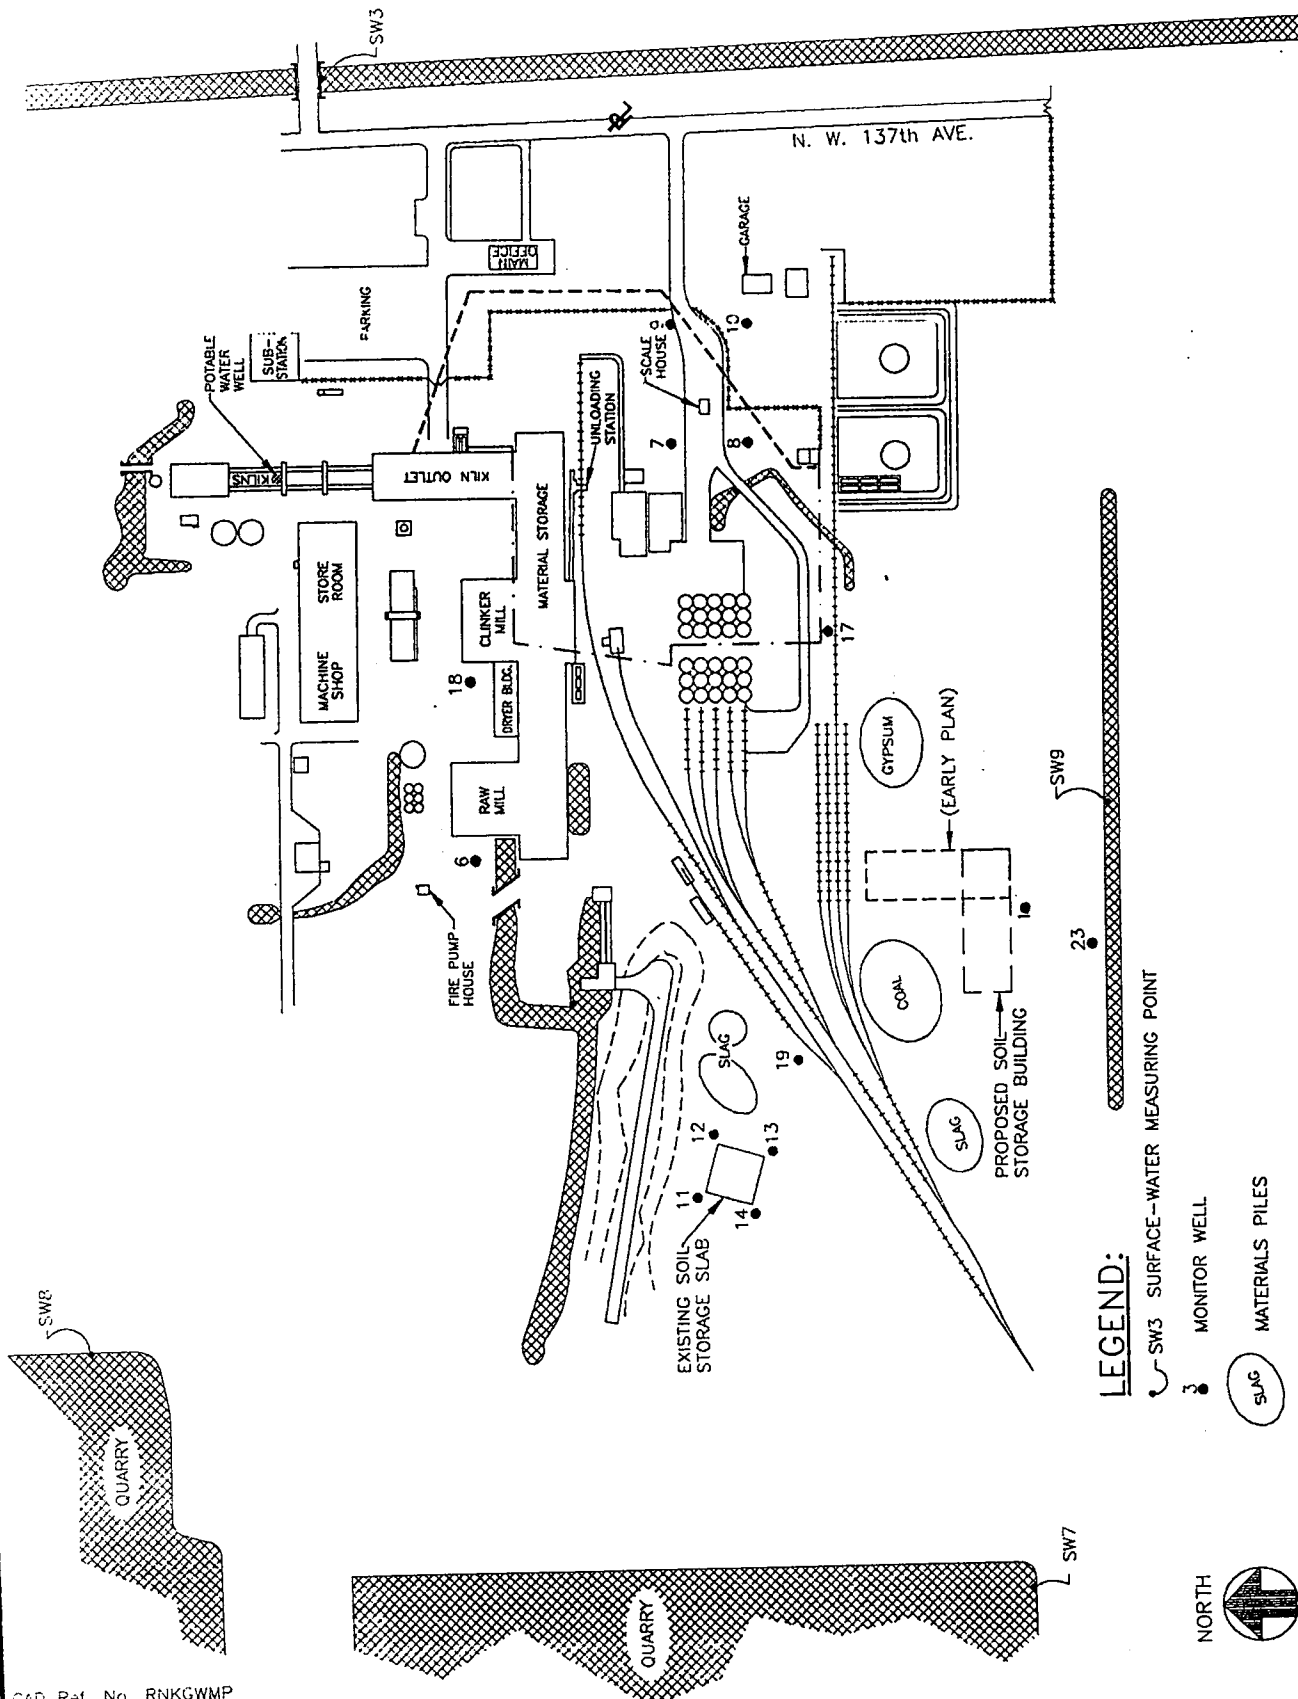 SW3
N. W. 137th AVE.
POTABLE
WATER
WELL
SUB-
STATION
PARKING
MAIN
OFFICE
GARAGE
KILNS
KILN OUTLET
UNLOADING
STATION
SCALE
HOUSE
9
10
7
8
MACHINE
SHOP
STORE
ROOM
CLINKER
MILL
MATERIAL STORAGE
DRYER BLDG.
18
17
RAW
MILL
6
FIRE PUMP
HOUSE
GYPSUM
(EARLY PLAN)
SW9
1
23
COAL
PROPOSED SOIL
STORAGE BUILDING
SLAG
19
SLAG
12
13
11
14
EXISTING SOIL
STORAGE SLAB
SW8
QUARRY
QUARRY
SW7
LEGEND:
SW3 SURFACE-WATER MEASURING POINT
3 MONITOR WELL
SLAG MATERIALS PILES
NORTH
CAD Ref. No. RNKGWMP